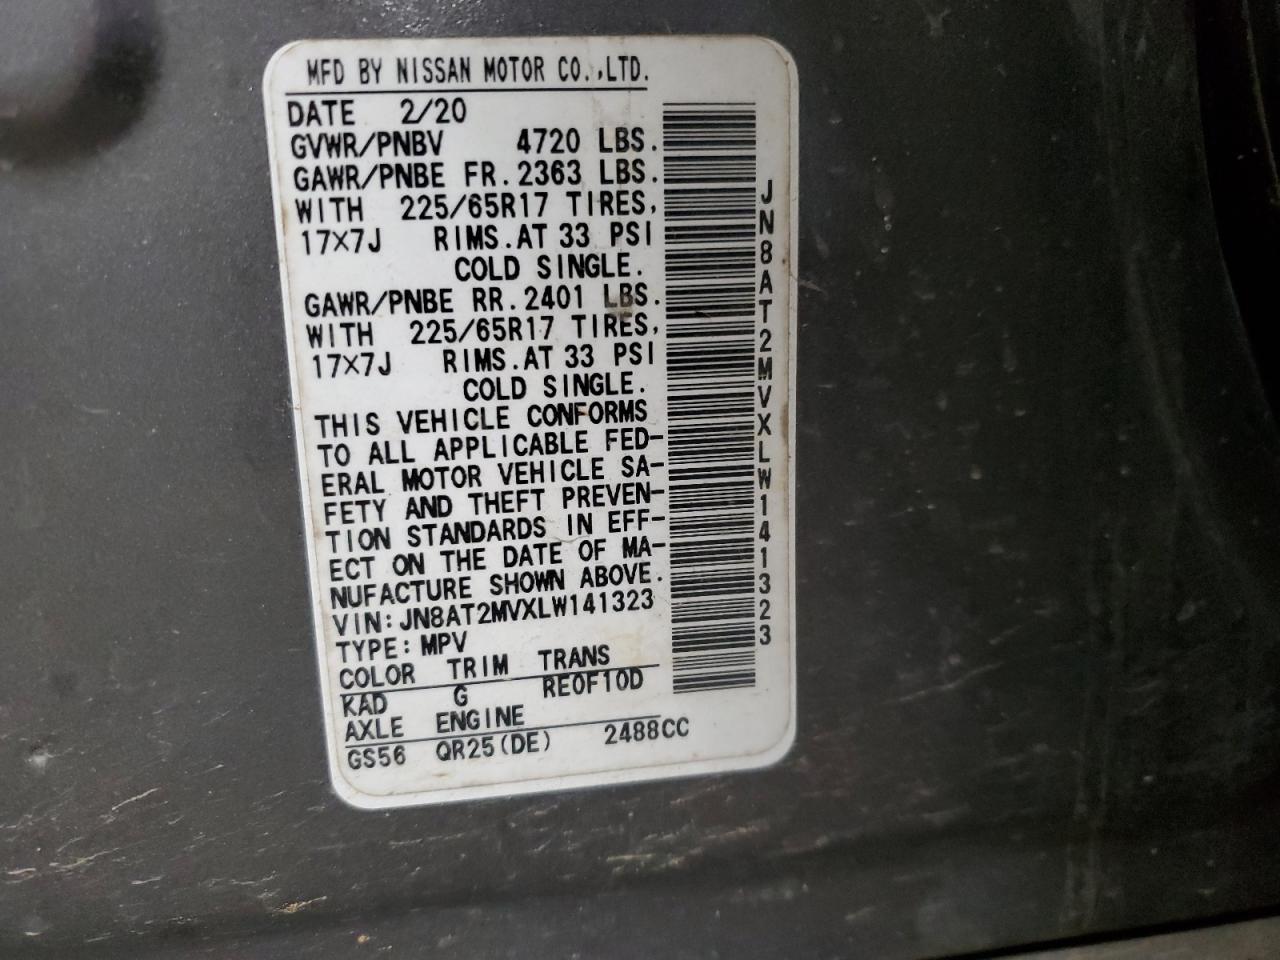 MFD BY NISSAN MOTOR CO.,LTD.
DATE 2/20
GVWR/PNBV 4720 LBS.
GAWR/PNBE FR.2363 LBS.
WITH 225/65R17 TIRES,
17X7J RIMS.AT 33 PSI
COLD SINGLE.
GAWR/PNBE RR.2401 LBS.
WITH 225/65R17 TIRES,
17X7J RIMS.AT 33 PSI
COLD SINGLE.
THIS VEHICLE CONFORMS
TO ALL APPLICABLE FED-
ERAL MOTOR VEHICLE SA-
FETY AND THEFT PREVEN-
TION STANDARDS IN EFF-
ECT ON THE DATE OF MA-
NUFACTURE SHOWN ABOVE.
VIN:JN8AT2MVXLW141323
TYPE:MPV
COLOR TRIM TRANS
KAD G RE0F10D
AXLE ENGINE
GS56 QR25(DE) 2488CC
JN8AT2MVXLW141323